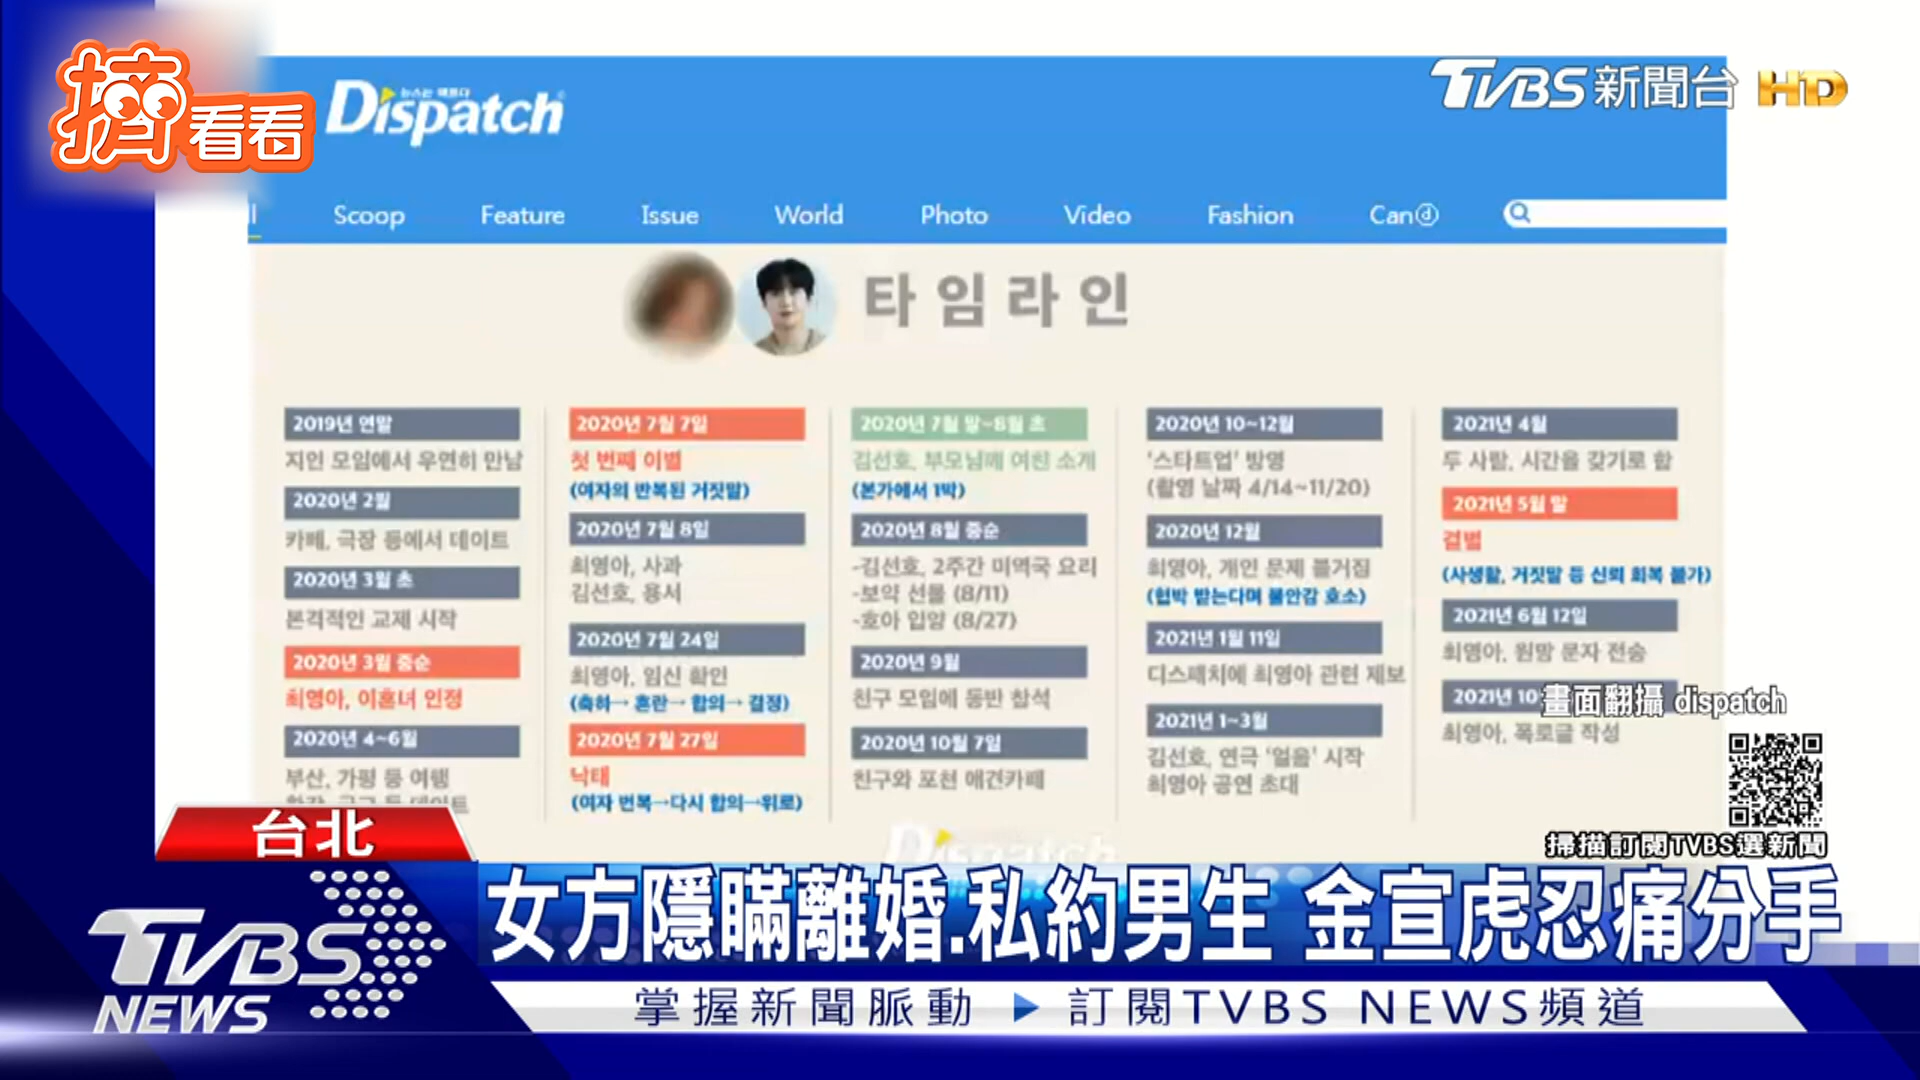 摘看看
뉴스는 팩트다
Dispatch
TVBS新聞台 HD
Scoop
Feature
Issue
World
Photo
Video
Fashion
Canⓓ
타임라인
2019년 연말
지인 모임에서 우연히 만남
2020년 2월
카페, 극장 등에서 데이트
2020년 3월 초
본격적인 교제 시작
2020년 3월 중순
최영아, 이혼녀 인정
2020년 4~6월
부산, 가평 등 여행
2020년 7월 7일
첫 번째 이별
(여자의 반복된 거짓말)
2020년 7월 8일
최영아, 사과
김선호, 용서
2020년 7월 24일
최영아, 임신 확인
(축하→ 혼란→ 합의→ 결정)
2020년 7월 27일
낙태
(여자 번복→다시 합의→위로)
2020년 7월 말~8월 초
김선호, 부모님께 여친 소개
(본가에서 1박)
2020년 8월 중순
-김선호, 2주간 미역국 요리
-보약 선물 (8/11)
-호아 입양 (8/27)
2020년 9월
친구 모임에 동반 참석
2020년 10월 7일
친구와 포천 애견카페
2020년 10~12월
'스타트업' 방영
(촬영 날짜 4/14~11/20)
2020년 12월
최영아, 개인 문제 불거짐
(협박 받는다며 불안감 호소)
2021년 1월 11일
디스패치에 최영아 관련 제보
2021년 1~3월
김선호, 연극 '얼음' 시작
최영아 공연 초대
2021년 4월
두 사람, 시간을 갖기로 함
2021년 5월 말
결별
(사생활, 거짓말 등 신뢰 회복 불가)
2021년 6월 12일
최영아, 원망 문자 전송
2021년 10
최영아, 폭로글 작성
畫面翻攝 dispatch
掃描訂閱TVBS選新聞
Dispatch
台北
女方隱瞞離婚.私約男生 金宣虎忍痛分手
TVBS
NEWS
掌握新聞脈動 ▶ 訂閱TVBS NEWS頻道